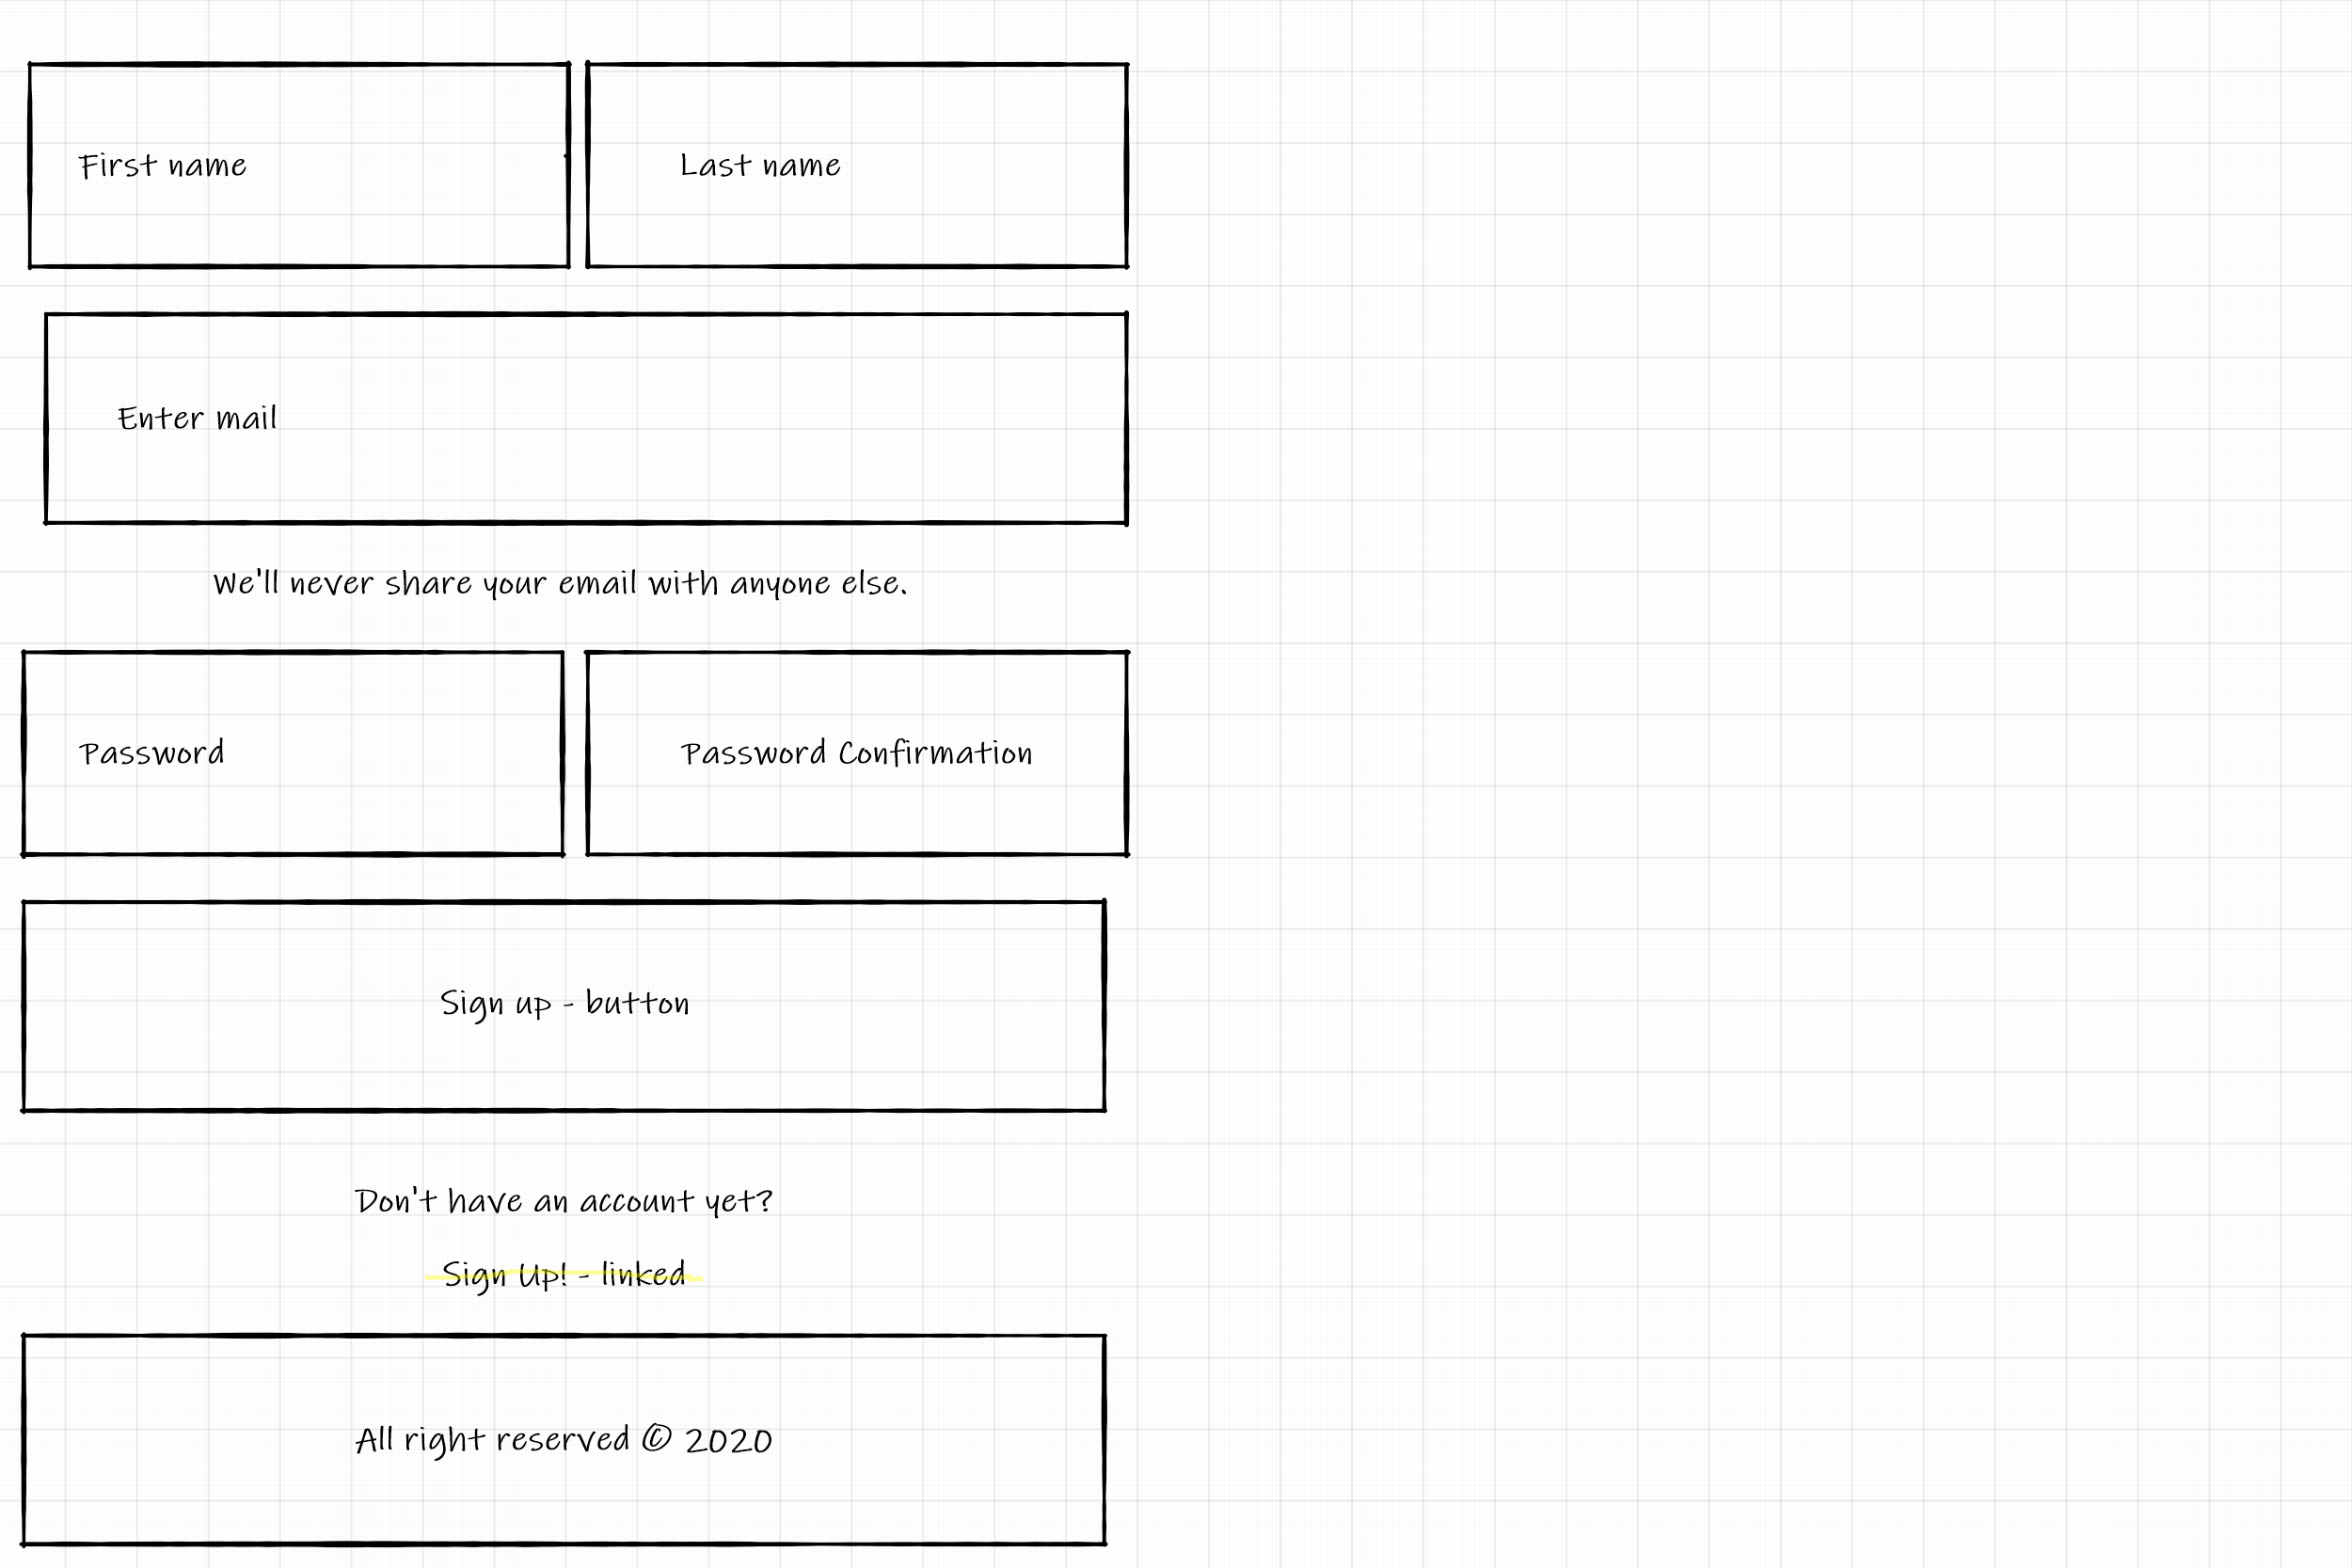 First name
Last name
Enter mail
We'll never share your email with anyone else.
Password
Password Confirmation
Sign up - button
Don't have an account yet?
Sign Up! - linked
All right reserved © 2020